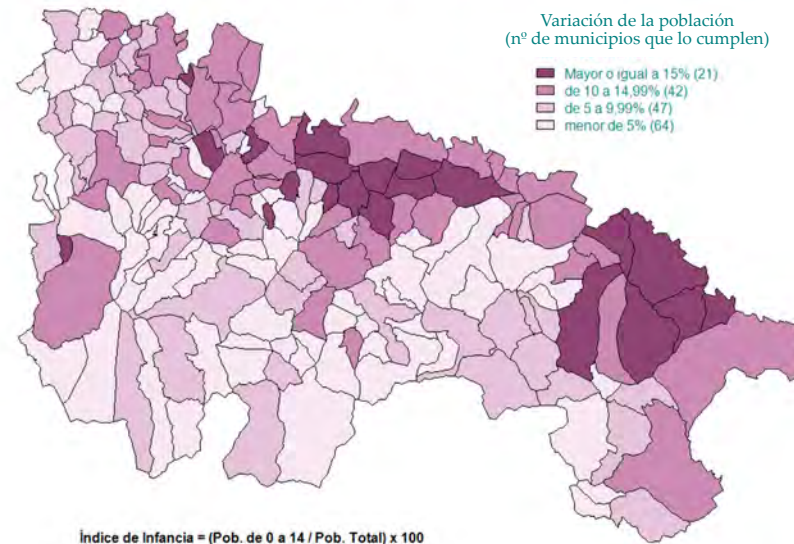 Variación de la población
(nº de municipios que lo cumplen)
Mayor o igual a 15% (21)
de 10 a 14,99% (42)
de 5 a 9,99% (47)
menor de 5% (64)
Índice de Infancia = (Pob. de 0 a 14 / Pob. Total) x 100